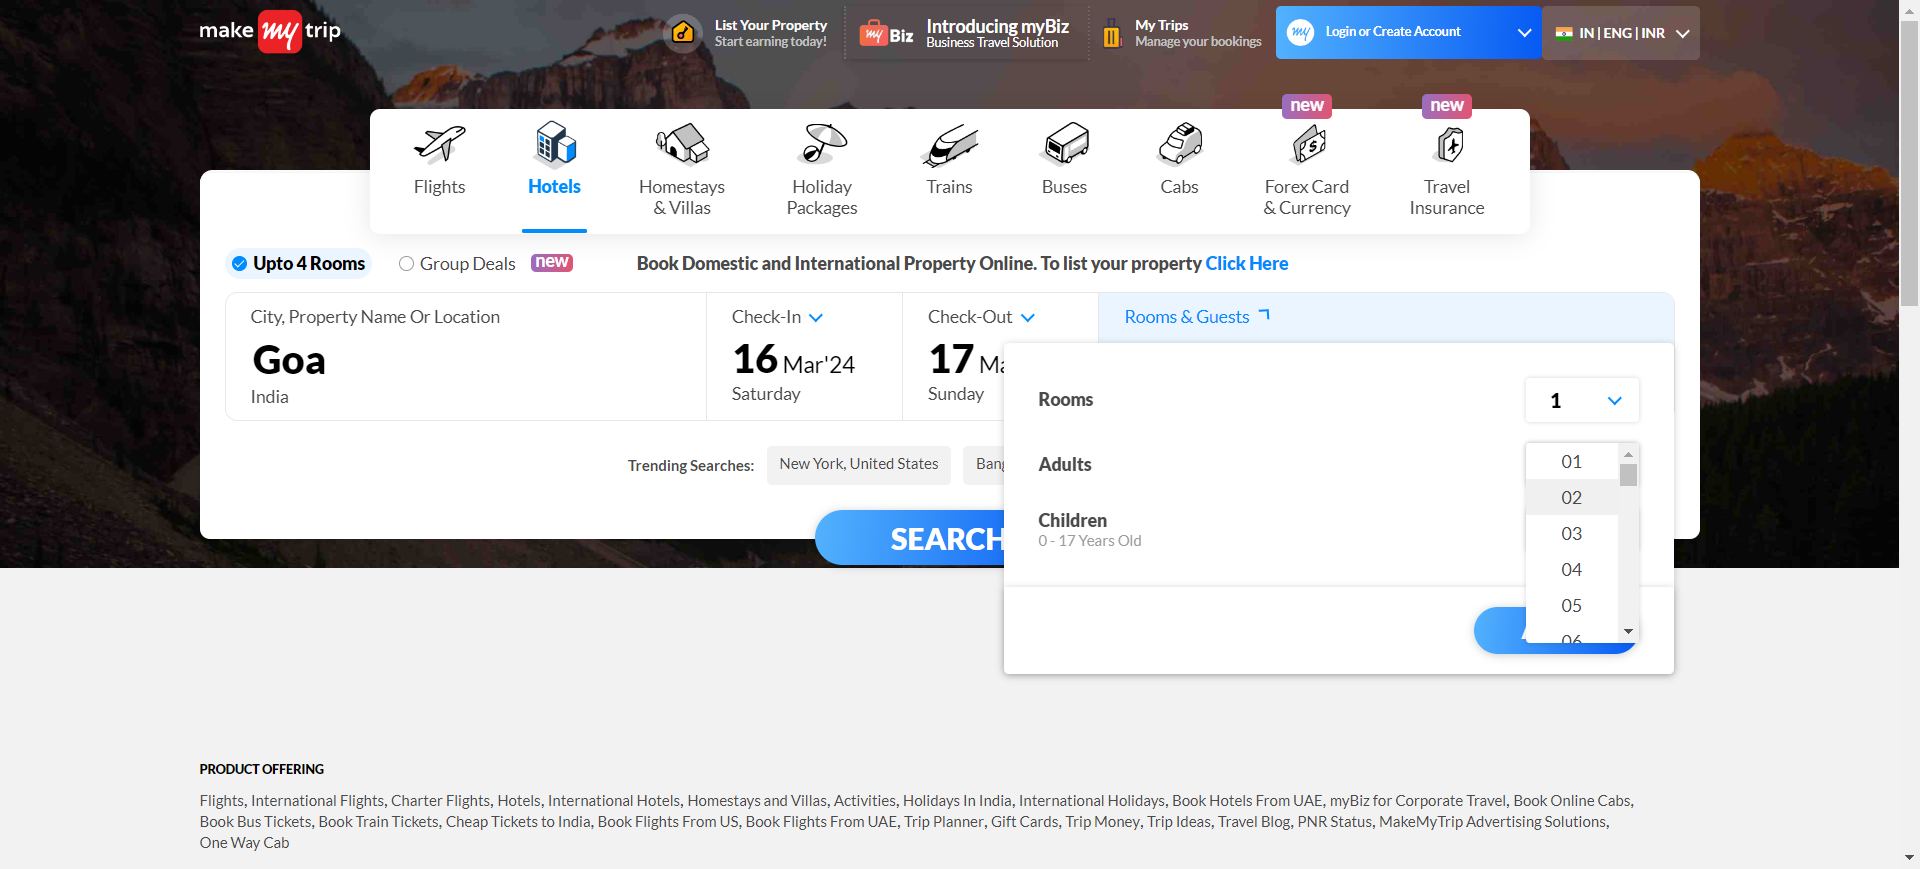 make my trip
List Your Property
Start earning today!
my Biz
Introducing myBiz
Business Travel Solution
My Trips
Manage your bookings
my
Login or Create Account
IN | ENG | INR
new
new
Flights
Hotels
Homestays
& Villas
Holiday
Packages
Trains
Buses
Cabs
Forex Card
& Currency
Travel
Insurance
Upto 4 Rooms
Group Deals
new
Book Domestic and International Property Online. To list your property Click Here
City, Property Name Or Location
Goa
India
Check-In
16 Mar'24
Saturday
Check-Out
17
Sunday
Rooms & Guests
Rooms
1
Adults
01
02
03
04
05
06
Children
0 - 17 Years Old
Trending Searches:
New York, United States
SEARCH
PRODUCT OFFERING
Flights, International Flights, Charter Flights, Hotels, International Hotels, Homestays and Villas, Activities, Holidays In India, International Holidays, Book Hotels From UAE, myBiz for Corporate Travel, Book Online Cabs,
Book Bus Tickets, Book Train Tickets, Cheap Tickets to India, Book Flights From US, Book Flights From UAE, Trip Planner, Gift Cards, Trip Money, Trip Ideas, Travel Blog, PNR Status, MakeMyTrip Advertising Solutions,
One Way Cab